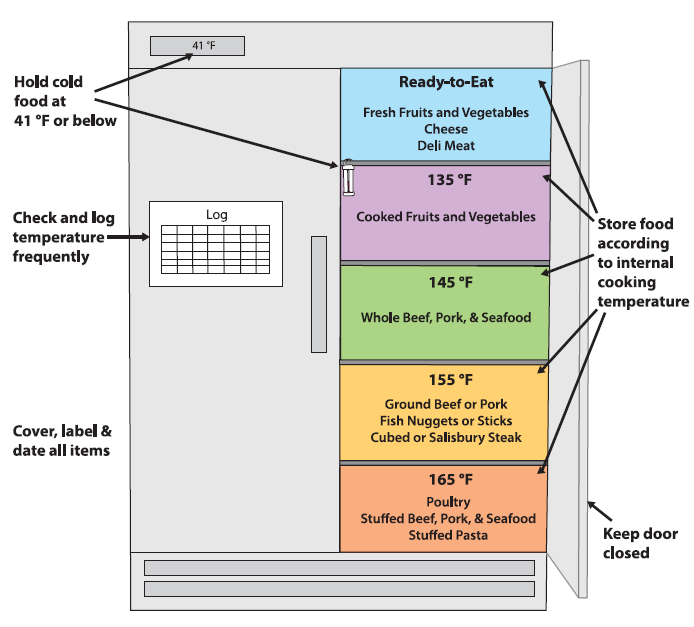 41 °F
Hold cold
food at
41 °F or below
Check and log
temperature
frequently
Log
Cover, label &
date all items
Ready-to-Eat
Fresh Fruits and Vegetables
Cheese
Deli Meat
135 °F
Cooked Fruits and Vegetables
145 °F
Whole Beef, Pork, & Seafood
155 °F
Ground Beef or Pork
Fish Nuggets or Sticks
Cubed or Salisbury Steak
165 °F
Poultry
Stuffed Beef, Pork, & Seafood
Stuffed Pasta
Store food
according
to internal
cooking
temperature
Keep door
closed